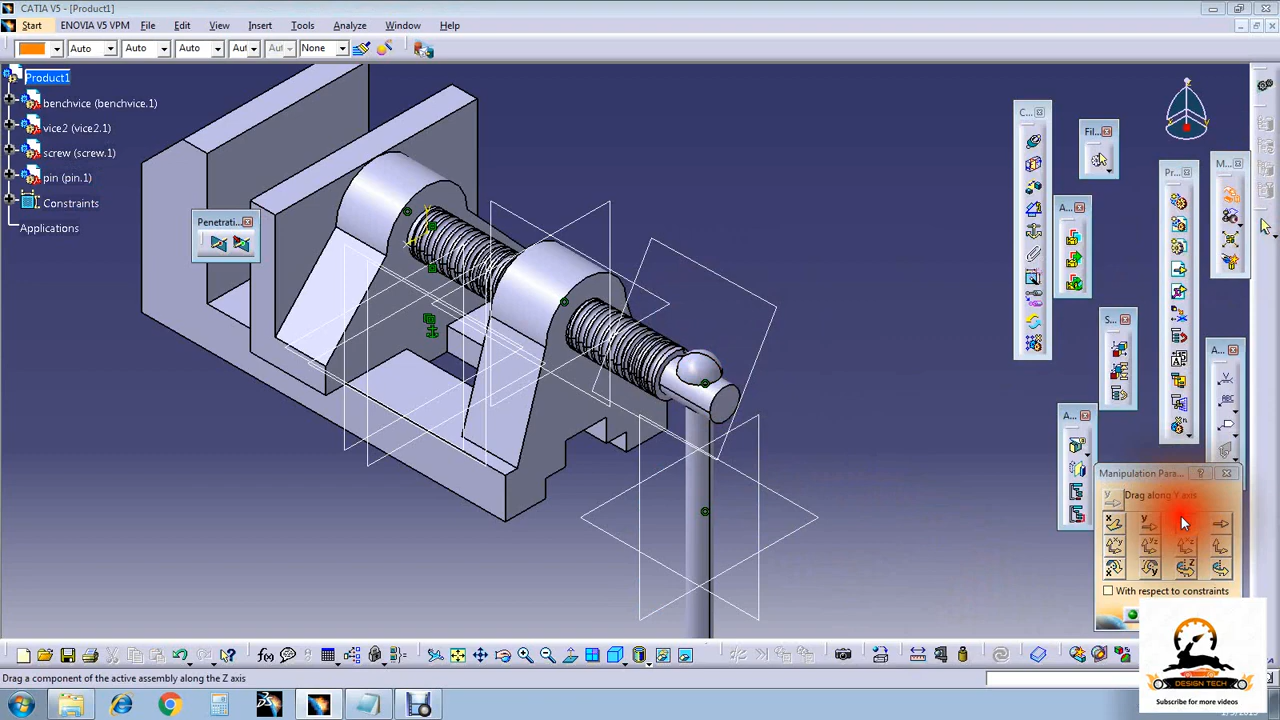 CATIA V5 - [Product1]
Start ENOVIA V5 VPM File Edit View Insert Tools Analyze Window Help
Auto Auto Auto Aut None
Product1
benchvice (benchvice.1)
vice2 (vice2.1)
screw (screw.1)
pin (pin.1)
Constraints
Applications
Penetrati...
C...
Fil...
Pr...
M...
A...
S...
A...
A...
Manipulation Para...
Drag along Y axis
With respect to constraints
DESIGN TECH
Subscribe for more videos
Drag a component of the active assembly along the Z axis